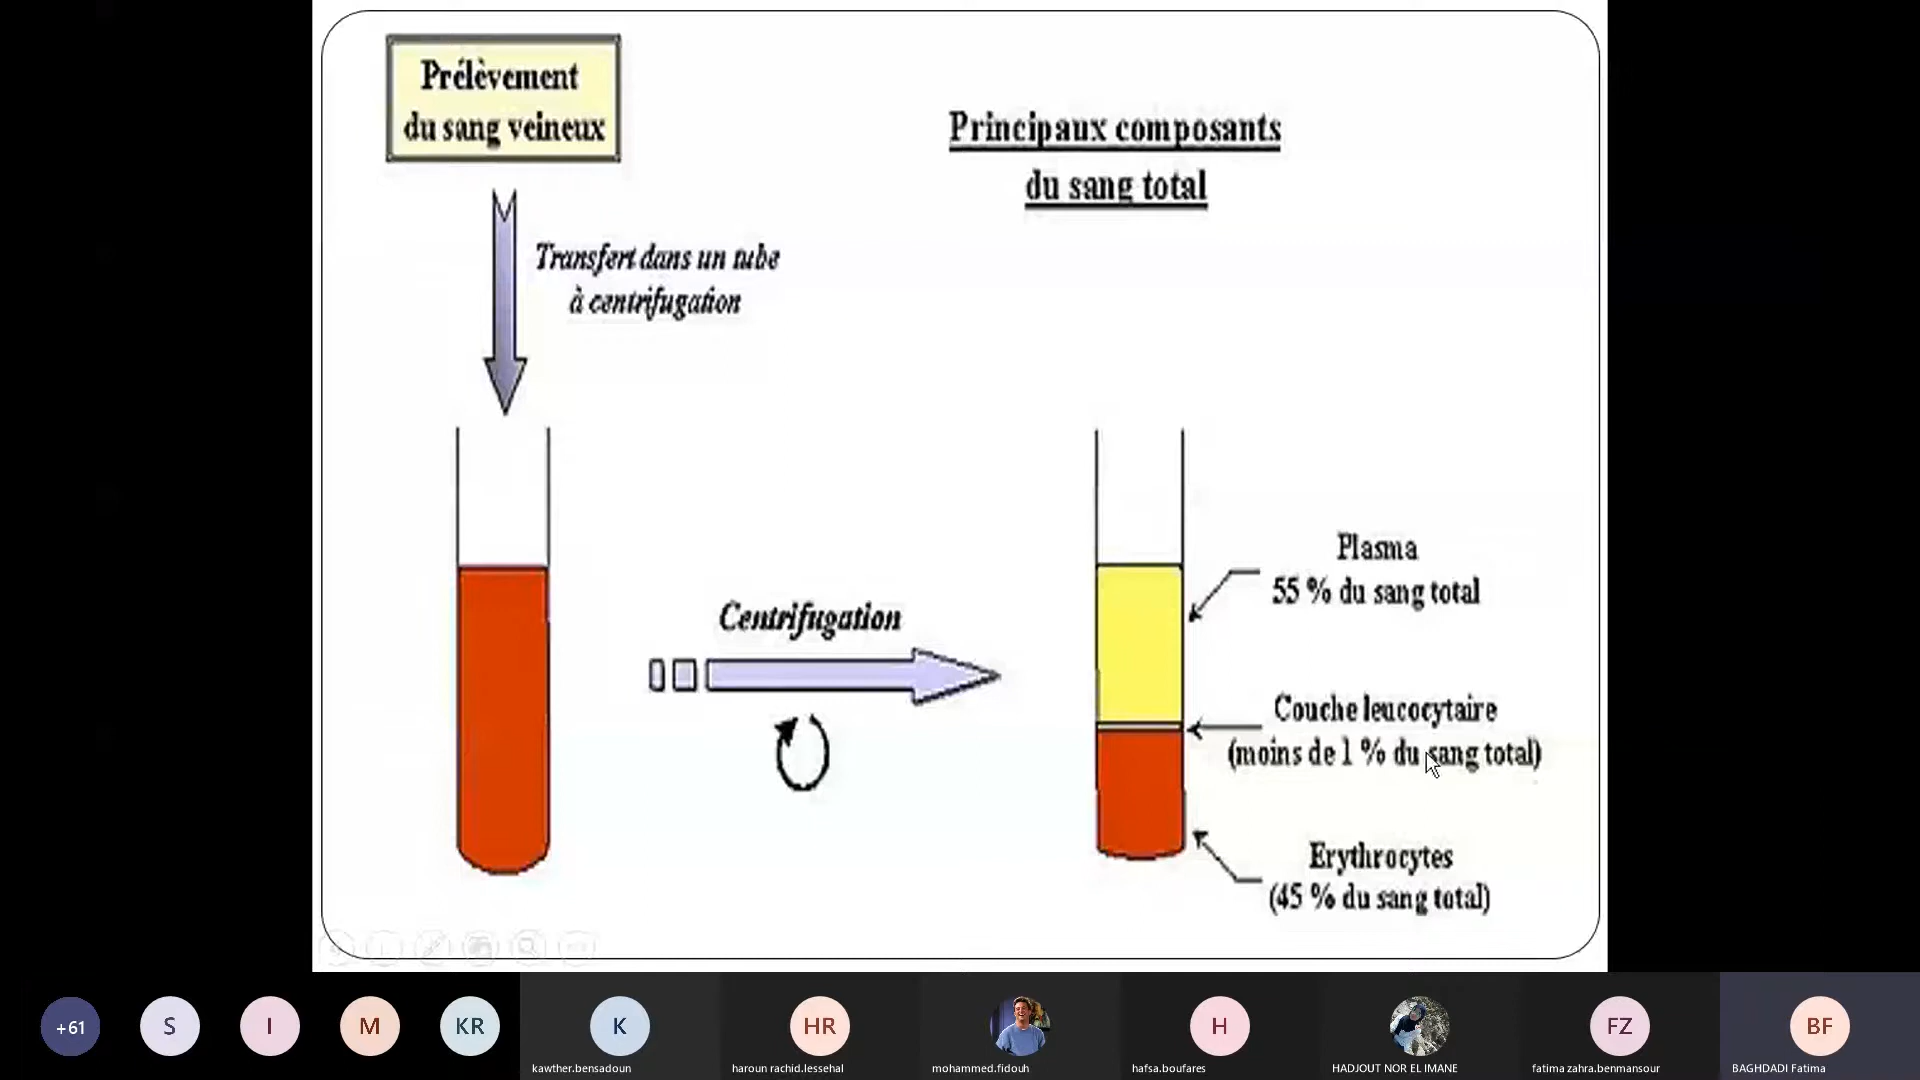 Prélèvement
du sang veineux
Principaux composants
du sang total
Transfert dans un tube
à centrifugation
Centrifugation
Plasma
55 % du sang total
Couche leucocytaire
(moins de 1 % du sang total)
Erythrocytes
(45 % du sang total)
+61
S
I
M
KR
K
HR
H
FZ
BF
kawther.bensadoun
haroun rachid.lessehal
mohammed.fidouh
hafsa.boufares
HADJOUT NOR EL IMANE
fatima zahra.benmansour
BAGHDADI Fatima